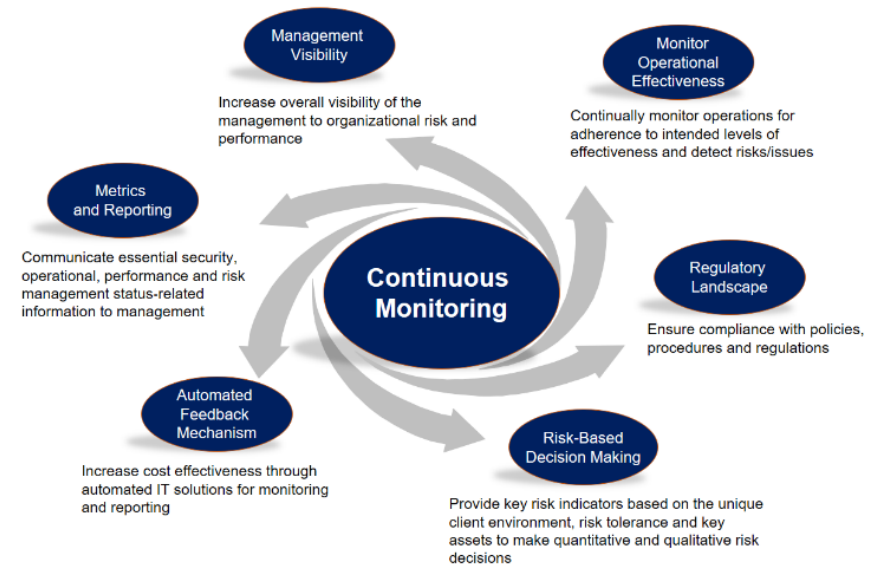 Management
Visibility
Increase overall visibility of the
management to organizational risk and
performance
Monitor
Operational
Effectiveness
Continually monitor operations for
adherence to intended levels of
effectiveness and detect risks/issues
Metrics
and Reporting
Communicate essential security,
operational, performance and risk
management status-related
information to management
Continuous
Monitoring
Regulatory
Landscape
Ensure compliance with policies,
procedures and regulations
Automated
Feedback
Mechanism
Increase cost effectiveness through
automated IT solutions for monitoring
and reporting
Risk-Based
Decision Making
Provide key risk indicators based on the unique
client environment, risk tolerance and key
assets to make quantitative and qualitative risk
decisions